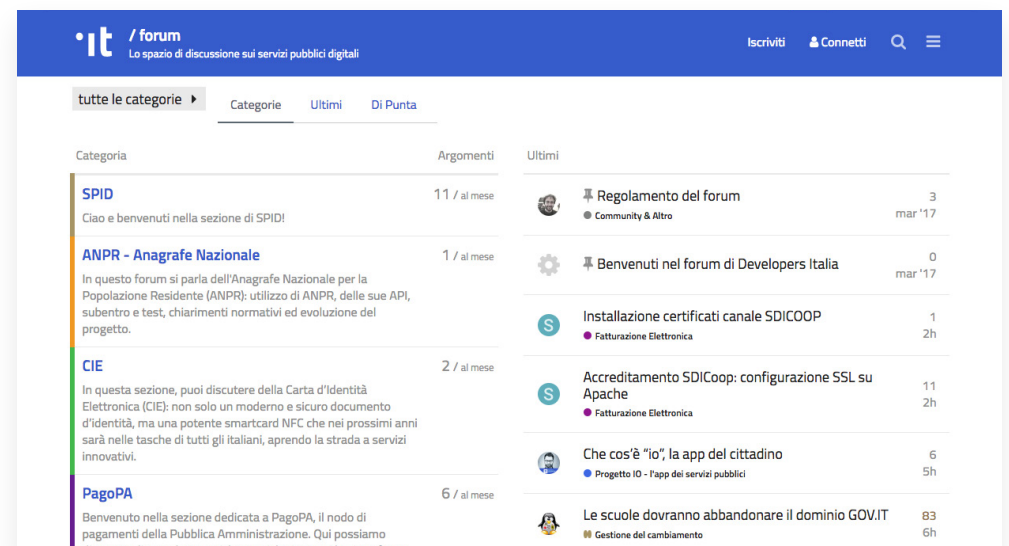 it / forum
Lo spazio di discussione sui servizi pubblici digitali
Iscriviti Connetti
tutte le categorie Categorie Ultimi Di Punta
Categoria Argomenti
SPID 11 / al mese
Ciao e benvenuti nella sezione di SPID!
ANPR - Anagrafe Nazionale 1 / al mese
In questo forum si parla dell'Anagrafe Nazionale per la
Popolazione Residente (ANPR): utilizzo di ANPR, delle sue API,
subentro e test, chiarimenti normativi ed evoluzione del
progetto.
CIE 2 / al mese
In questa sezione, puoi discutere della Carta d'Identità
Elettronica (CIE): non solo un moderno e sicuro documento
d'identità, ma una potente smartcard NFC che nei prossimi anni
sarà nelle tasche di tutti gli italiani, aprendo la strada a servizi
innovativi.
PagoPA 6 / al mese
Benvenuto nella sezione dedicata a PagoPA, il nodo di
pagamenti della Pubblica Amministrazione. Qui possiamo
Ultimi
Regolamento del forum 3
Community & Altro mar '17
Benvenuti nel forum di Developers Italia 0
mar '17
S Installazione certificati canale SDICOOP 1
Fatturazione Elettronica 2h
S Accreditamento SDICoop: configurazione SSL su
Apache 11
Fatturazione Elettronica 2h
Che cos'è “io”, la app del cittadino 6
Progetto IO - l'app dei servizi pubblici 5h
Le scuole dovranno abbandonare il dominio GOV.IT 83
Gestione del cambiamento 6h